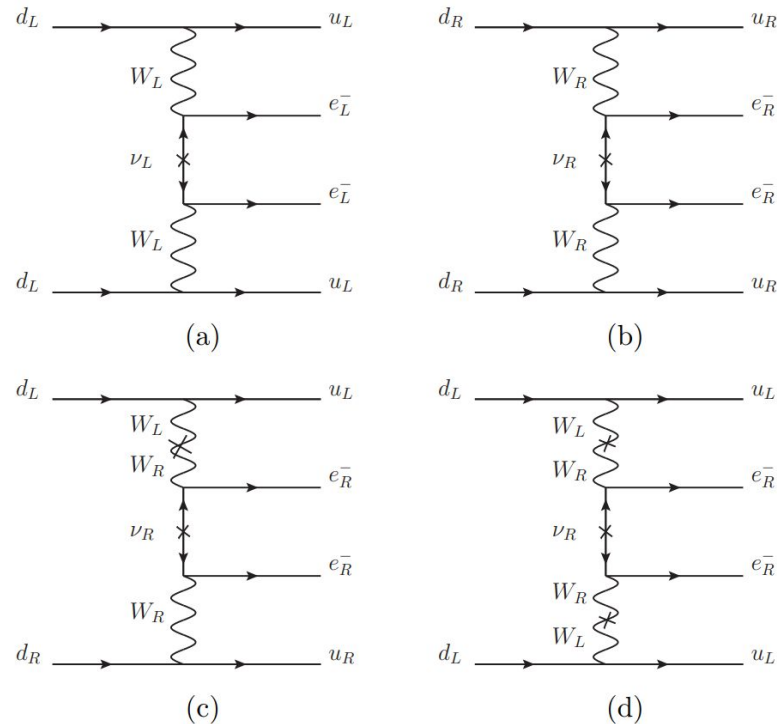 d_L u_L d_R u_R
W_L W_R
e_L^- e_R^-
ν_L ν_R
e_L^- e_R^-
W_L W_R
d_L u_L d_R u_R
(a) (b)
d_L u_L d_L u_L
W_L W_L
W_R W_R
e_R^- e_R^-
ν_R ν_R
e_R^- e_R^-
W_R W_R
W_L
d_R u_R d_L u_L
(c) (d)